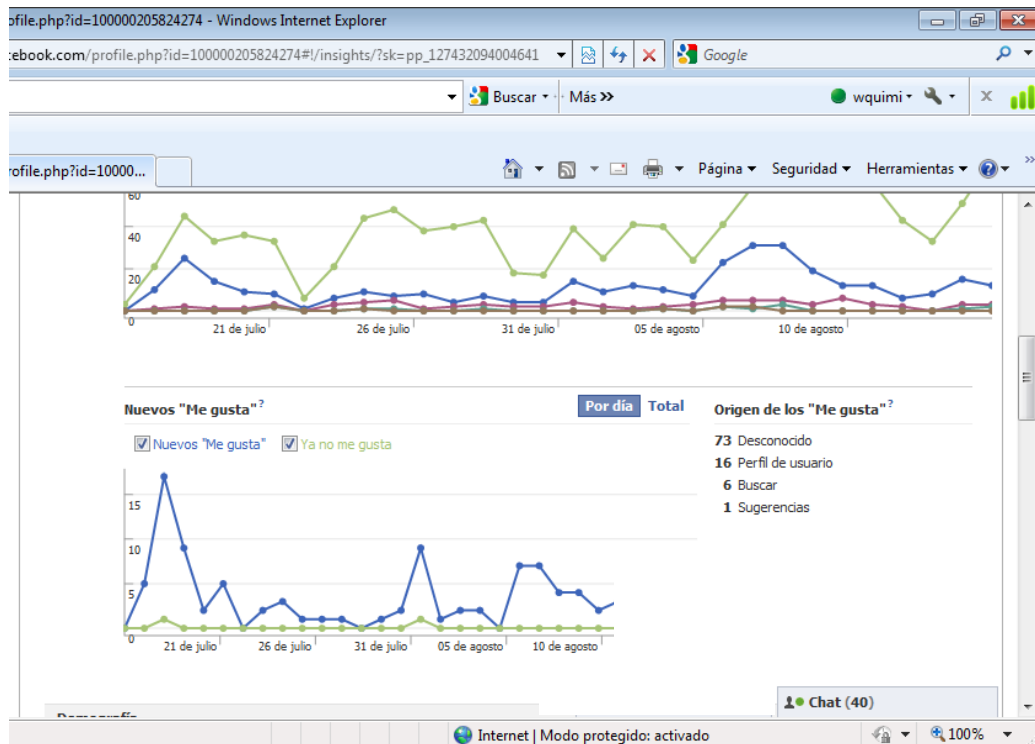 ofile.php?id=100000205824274 - Windows Internet Explorer
cebook.com/profile.php?id=100000205824274#!/insights/?sk=pp_127432094004641
Google
Buscar
Más
wquimi
ofile.php?id=10000...
Página
Seguridad
Herramientas
60
40
20
0
21 de julio
26 de julio
31 de julio
05 de agosto
10 de agosto
Nuevos "Me gusta"?
Por día
Total
Origen de los "Me gusta"?
Nuevos "Me gusta"
Ya no me gusta
73 Desconocido
16 Perfil de usuario
6 Buscar
1 Sugerencias
15
10
5
0
21 de julio
26 de julio
31 de julio
05 de agosto
10 de agosto
Chat (40)
Demografía
Internet | Modo protegido: activado
100%